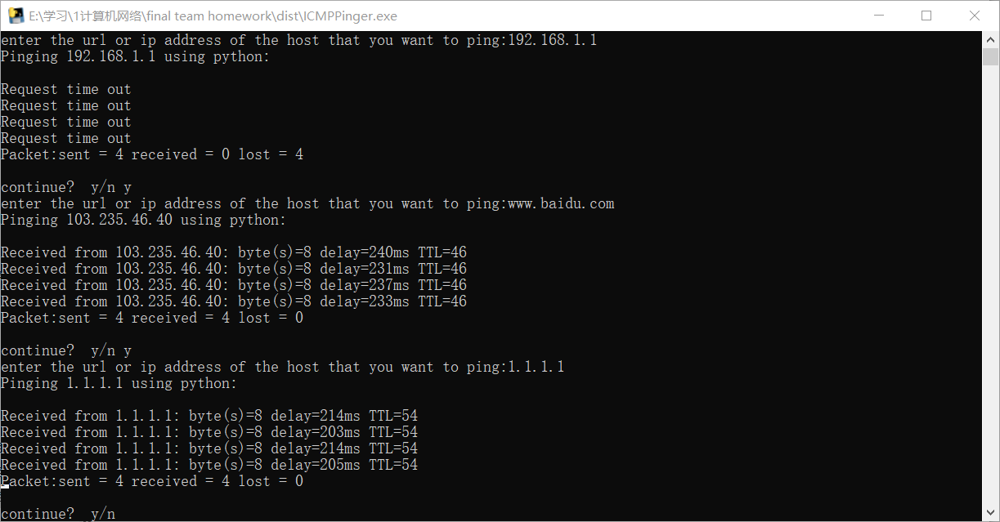 E:\学习\1计算机网络\final team homework\dist\ICMPPinger.exe
enter the url or ip address of the host that you want to ping:192.168.1.1
Pinging 192.168.1.1 using python:
Request time out
Request time out
Request time out
Request time out
Packet:sent = 4 received = 0 lost = 4
continue?  y/n y
enter the url or ip address of the host that you want to ping:www.baidu.com
Pinging 103.235.46.40 using python:
Received from 103.235.46.40: byte(s)=8 delay=240ms TTL=46
Received from 103.235.46.40: byte(s)=8 delay=231ms TTL=46
Received from 103.235.46.40: byte(s)=8 delay=237ms TTL=46
Received from 103.235.46.40: byte(s)=8 delay=233ms TTL=46
Packet:sent = 4 received = 4 lost = 0
continue?  y/n y
enter the url or ip address of the host that you want to ping:1.1.1.1
Pinging 1.1.1.1 using python:
Received from 1.1.1.1: byte(s)=8 delay=214ms TTL=54
Received from 1.1.1.1: byte(s)=8 delay=203ms TTL=54
Received from 1.1.1.1: byte(s)=8 delay=214ms TTL=54
Received from 1.1.1.1: byte(s)=8 delay=205ms TTL=54
Packet:sent = 4 received = 4 lost = 0
continue?  y/n